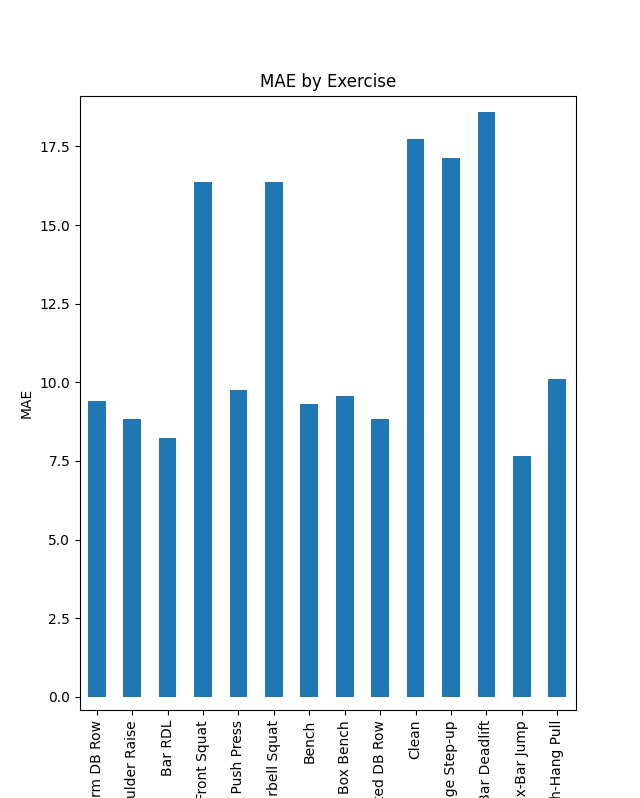 MAE by Exercise
MAE
17.5
15.0
12.5
10.0
7.5
5.0
2.5
0.0
rm DB Row
ulder Raise
Bar RDL
Front Squat
Push Press
rbell Squat
Bench
Box Bench
ted DB Row
Clean
ge Step-up
Bar Deadlift
x-Bar Jump
h-Hang Pull